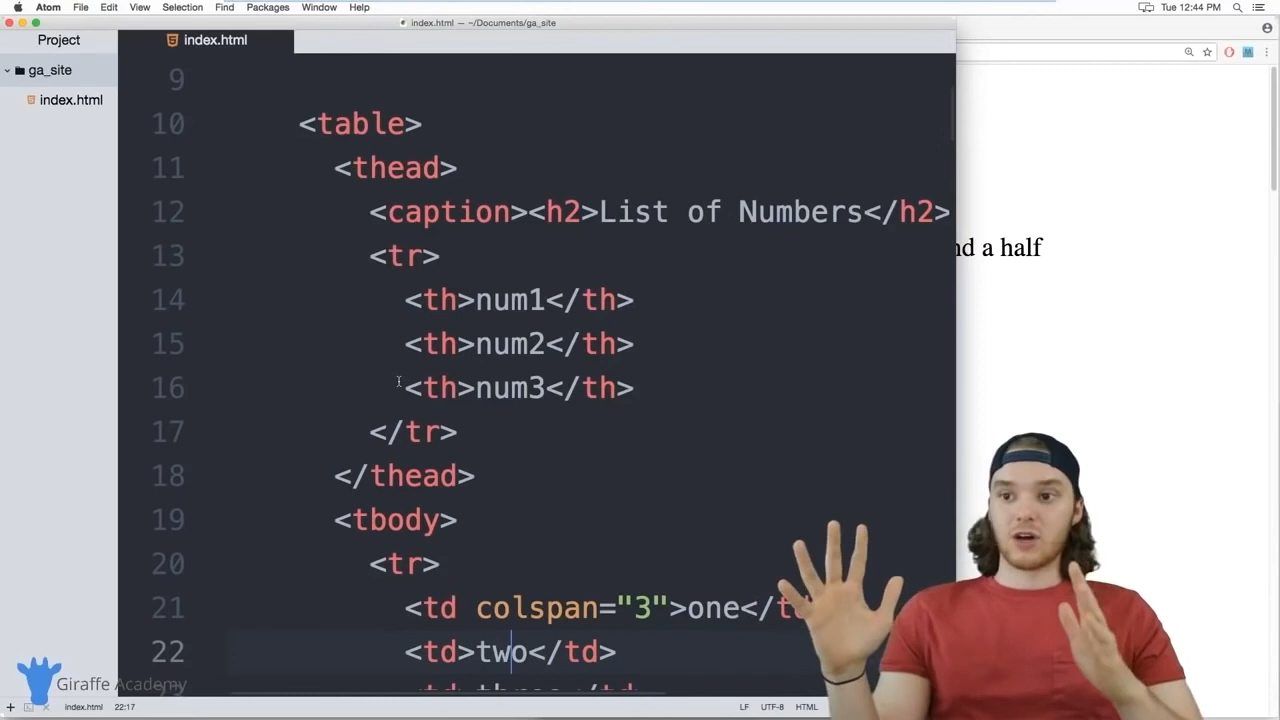 Atom File Edit View Selection Find Packages Window Help Tue 12:44 PM
index.html — ~/Documents/ga_site
Project
index.html
ga_site
index.html
9
10 <table>
11 <thead>
12 <caption><h2>List of Numbers</h2>
13 <tr>
14 <th>num1</th>
15 <th>num2</th>
16 <th>num3</th>
17 </tr>
18 </thead>
19 <tbody>
20 <tr>
21 <td colspan="3">one</td
22 <td>two</td>
nd a half
Giraffe Academy
index.html 22:17 LF UTF-8 HTML